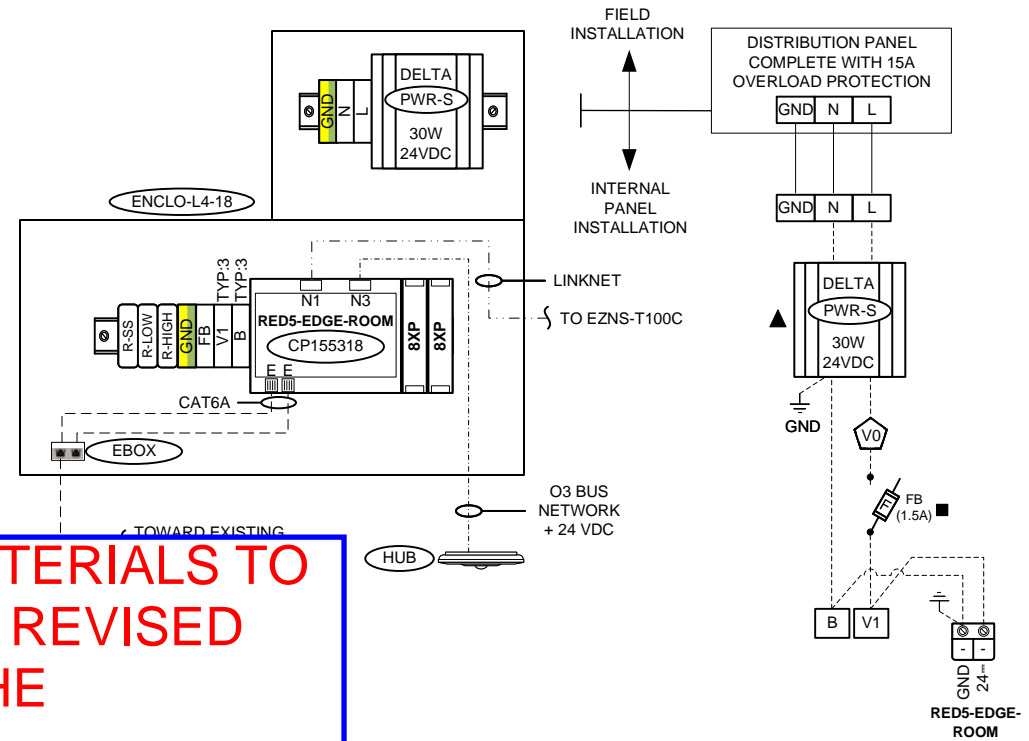 FIELD
INSTALLATION
INTERNAL
PANEL
INSTALLATION
DISTRIBUTION PANEL
COMPLETE WITH 15A
OVERLOAD PROTECTION
GND N L
GND N L
DELTA
PWR-S
30W
24VDC
GND
V0
FB
(1.5A)
B V1
- -
GND
24
RED5-EDGE-
ROOM
GND
N
L
DELTA
PWR-S
30W
24VDC
ENCLO-L4-18
R-SS
R-LOW
R-HIGH
GND
FB
V1
B
TYP:3
TYP:3
N1 N3
RED5-EDGE-ROOM
CP155318
E E
8XP
8XP
CAT6A
EBOX
LINKNET
TO EZNS-T100C
O3 BUS
NETWORK
+ 24 VDC
HUB
TOWARD EXISTING
TERIALS TO
REVISED
HE